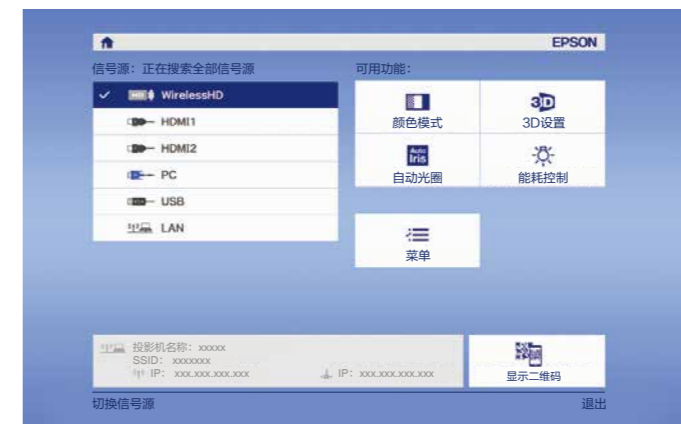 EPSON
信号源：正在搜索全部信号源
可用功能：
WirelessHD
HDMI1
HDMI2
PC
USB
LAN
颜色模式
3D
3D设置
Auto
Iris
自动光圈
能耗控制
菜单
投影机名称：xxxxx
SSID：xxxxxxx
IP：xxx.xxx.xxx.xxx
IP：xxx.xxx.xxx.xxx
显示二维码
切换信号源
退出